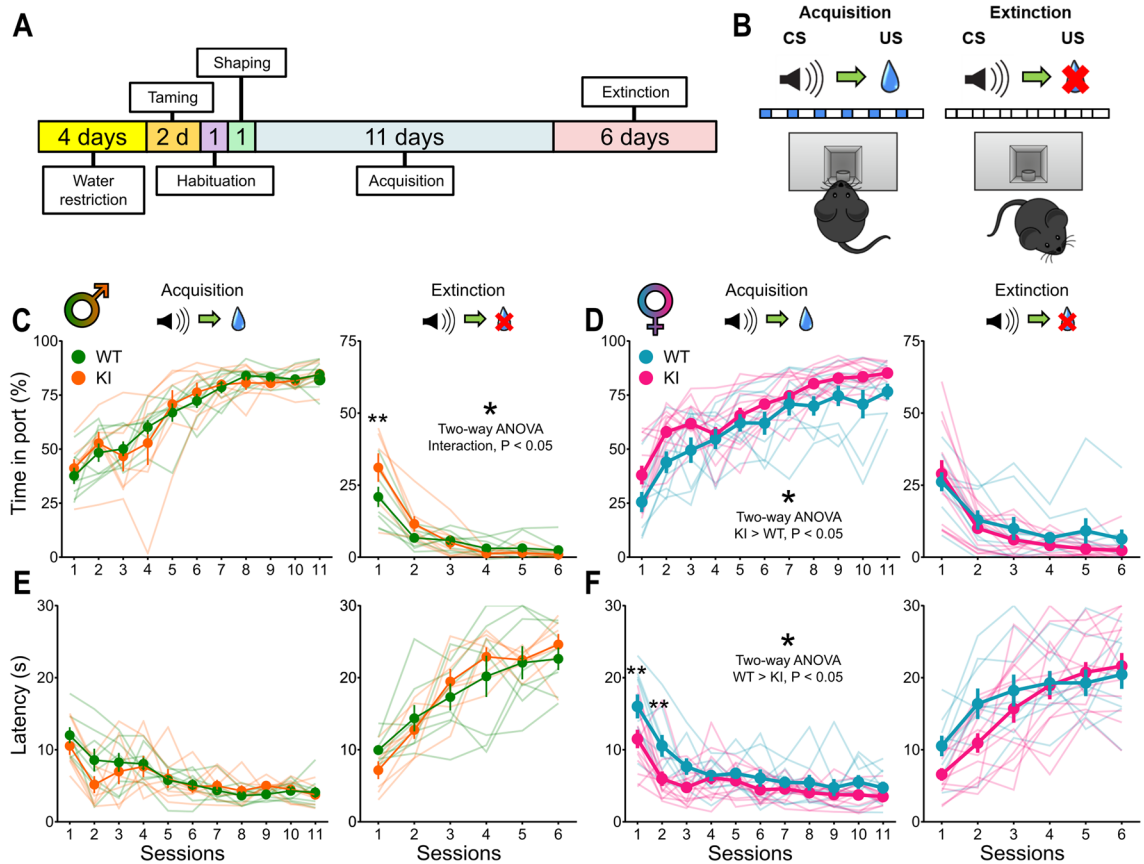 A
Shaping
Taming
Extinction
4 days
2 d
1
1
11 days
6 days
Water
restriction
Habituation
Acquisition
B
Acquisition
Extinction
CS
US
CS
US
C
Acquisition
Extinction
Time in port (%)
100
75
50
25
0
WT
KI
1 2 3 4 5 6 7 8 9 10 11
75
50
25
0
**
*
Two-way ANOVA
Interaction, P < 0.05
1 2 3 4 5 6
D
Acquisition
Extinction
100
75
50
25
0
WT
KI
*
Two-way ANOVA
KI > WT, P < 0.05
1 2 3 4 5 6 7 8 9 10 11
75
50
25
0
1 2 3 4 5 6
E
Latency (s)
30
20
10
0
1 2 3 4 5 6 7 8 9 10 11
Sessions
30
20
10
0
1 2 3 4 5 6
Sessions
F
30
20
10
0
**
**
*
Two-way ANOVA
WT > KI, P < 0.05
1 2 3 4 5 6 7 8 9 10 11
Sessions
30
20
10
0
1 2 3 4 5 6
Sessions